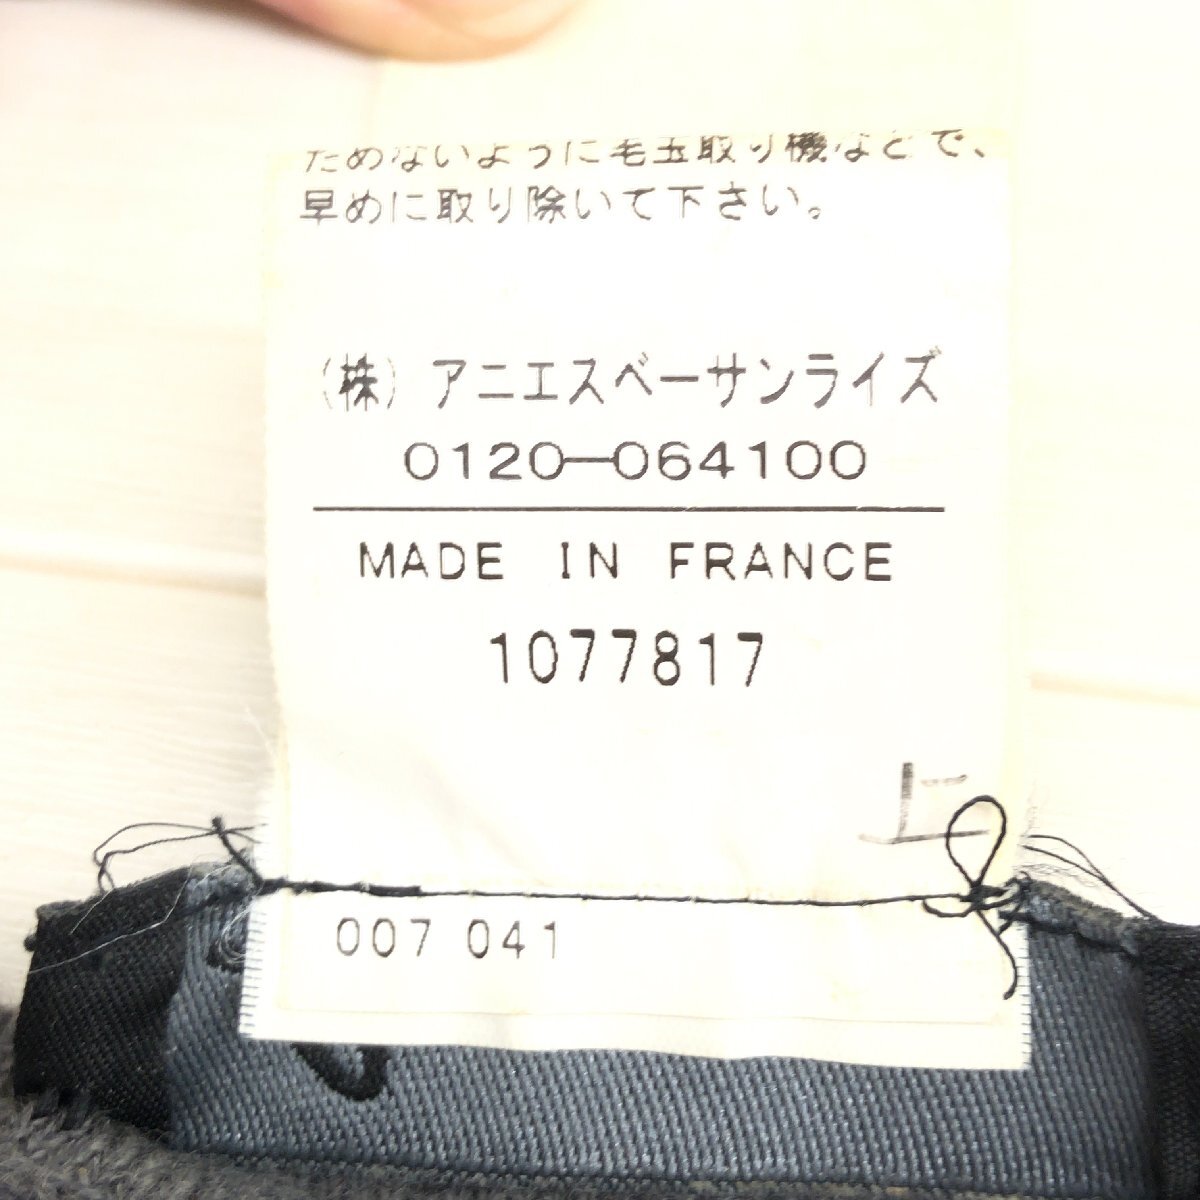 ためないように毛玉取り機などで、
早めに取り除いて下さい。
(株)アニエスベーサンライズ
0120-064100
MADE IN FRANCE
1077817
上
007 041